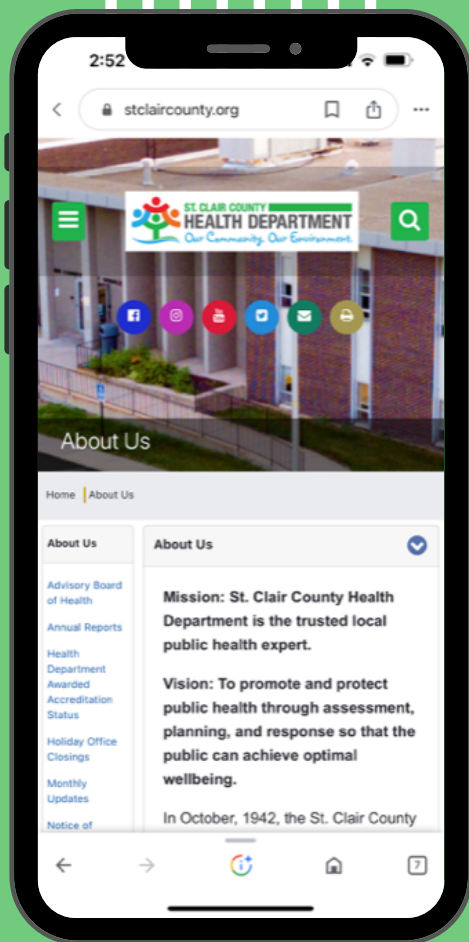 2:52
stclaircounty.org
ST. CLAIR COUNTY
HEALTH DEPARTMENT
Our Community. Our Environment.
About Us
Home About Us
About Us
Advisory Board
of Health
Annual Reports
Health
Department
Awarded
Accreditation
Status
Holiday Office
Closings
Monthly
Updates
Notice of
About Us
Mission: St. Clair County Health
Department is the trusted local
public health expert.
Vision: To promote and protect
public health through assessment,
planning, and response so that the
public can achieve optimal
wellbeing.
In October, 1942, the St. Clair County
7